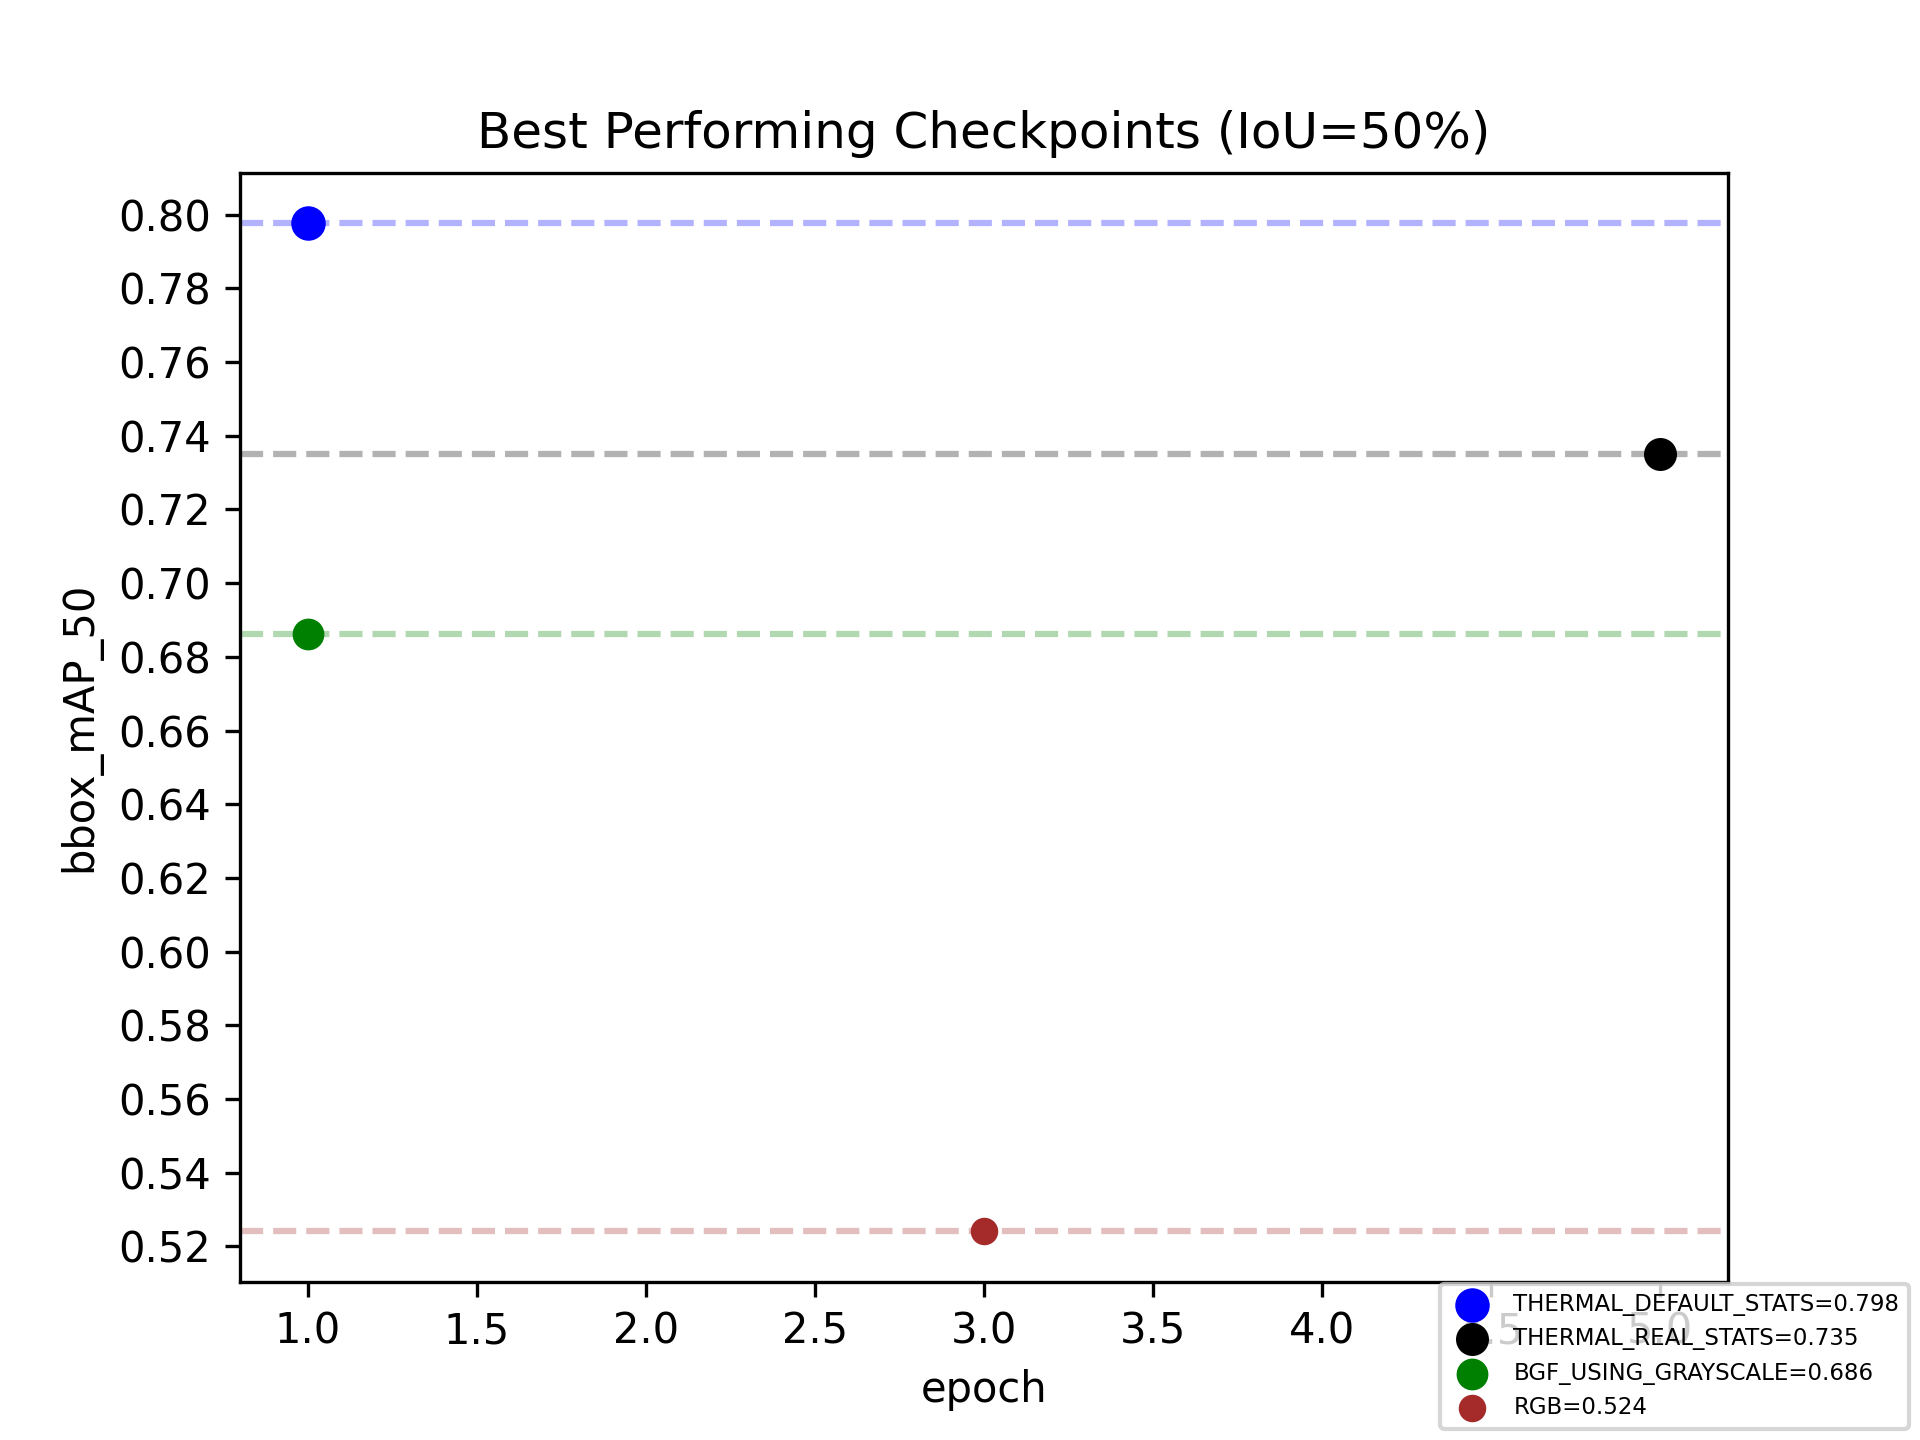 Best Performing Checkpoints (IoU=50%)
bbox_mAP_50
0.80
0.78
0.76
0.74
0.72
0.70
0.68
0.66
0.64
0.62
0.60
0.58
0.56
0.54
0.52
1.0 1.5 2.0 2.5 3.0 3.5 4.0 5.0
epoch
THERMAL_DEFAULT_STATS=0.798
THERMAL_REAL_STATS=0.735
BGF_USING_GRAYSCALE=0.686
RGB=0.524